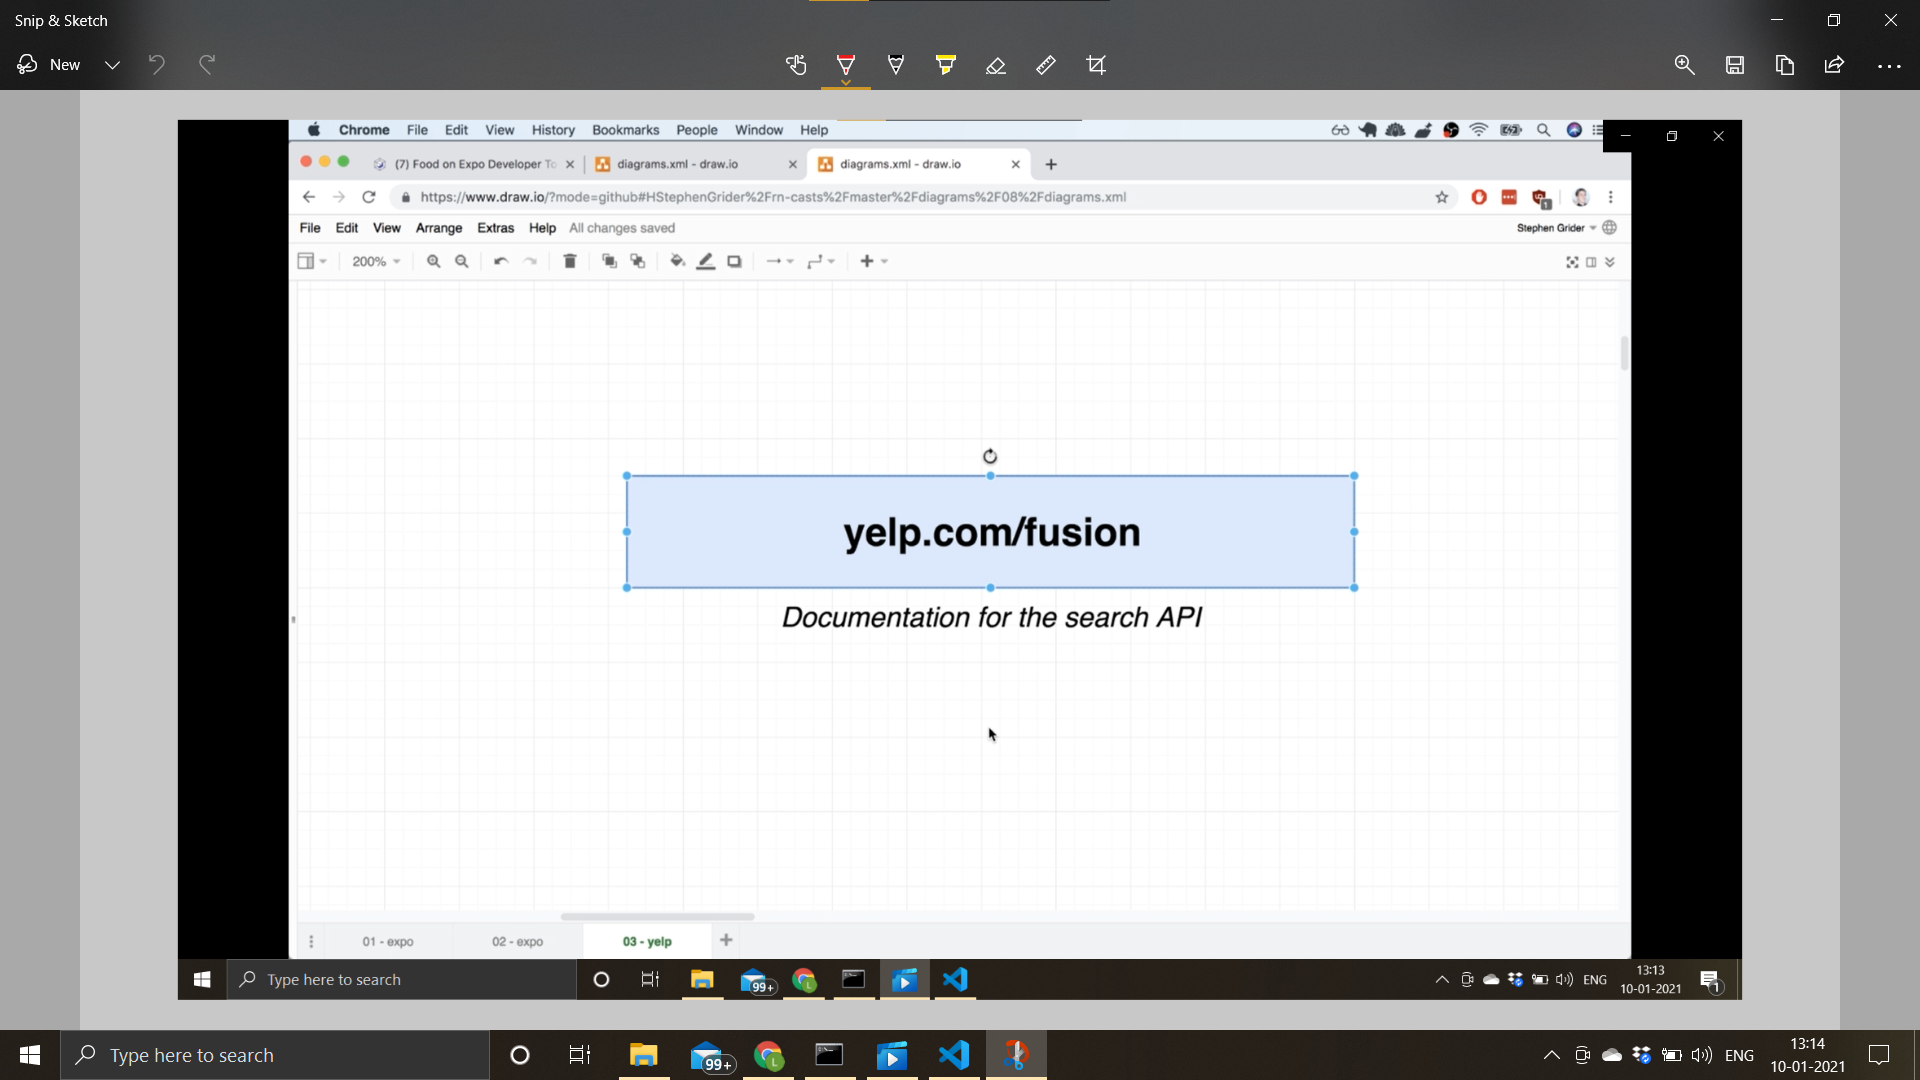 Snip & Sketch
New
Chrome File Edit View History Bookmarks People Window Help
(7) Food on Expo Developer To
diagrams.xml - draw.io
diagrams.xml - draw.io
https://www.draw.io/?mode=github#HStephenGrider%2Frn-casts%2Fmaster%2Fdiagrams%2F08%2Fdiagrams.xml
1
File Edit View Arrange Extras Help All changes saved
Stephen Grider
200%
yelp.com/fusion
Documentation for the search API
01 - expo
02 - expo
03 - yelp
Type here to search
99+
L
ENG
13:13
10-01-2021
1
Type here to search
99+
L
ENG
13:14
10-01-2021